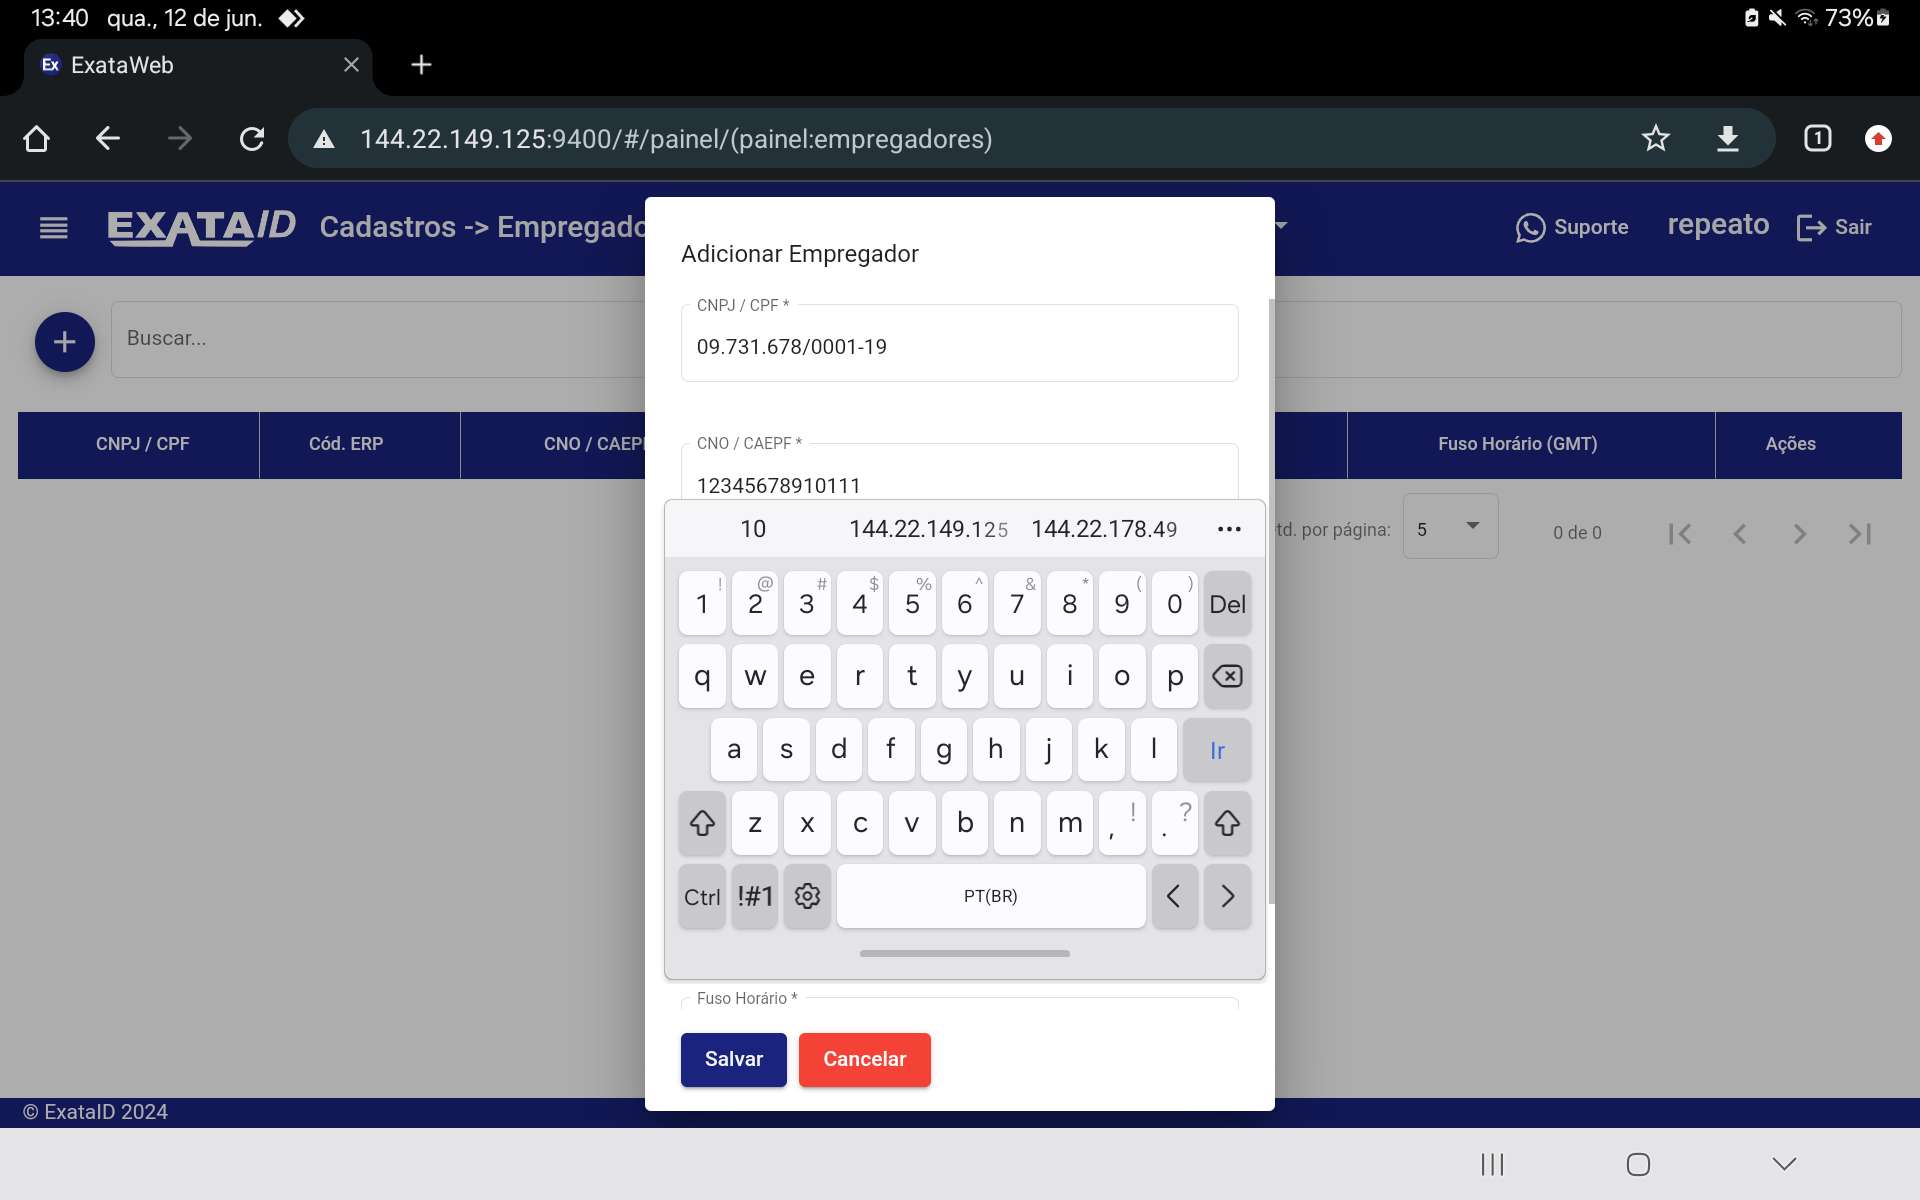 13:40 qua., 12 de jun. 73%
Ex ExataWeb
144.22.149.125:9400/#/painel/(painel:empregadores) 1
EXATAID Cadastros -> Empregado Suporte repeato Sair
Adicionar Empregador
CNPJ / CPF *
09.731.678/0001-19
Buscar...
CNPJ / CPF Cód. ERP CNO / CAEP Fuso Horário (GMT) Ações
CNO / CAEPF *
12345678910111
td. por página: 5 0 de 0
10 144.22.149.125 144.22.178.49 •••
! @ # $ % ^ & * ( )
1 2 3 4 5 6 7 8 9 0 Del
q w e r t y u i o p
a s d f g h j k l Ir
z x c v b n m , ! . ?
Ctrl !#1 PT(BR) < >
Fuso Horário *
Salvar Cancelar
© ExataID 2024